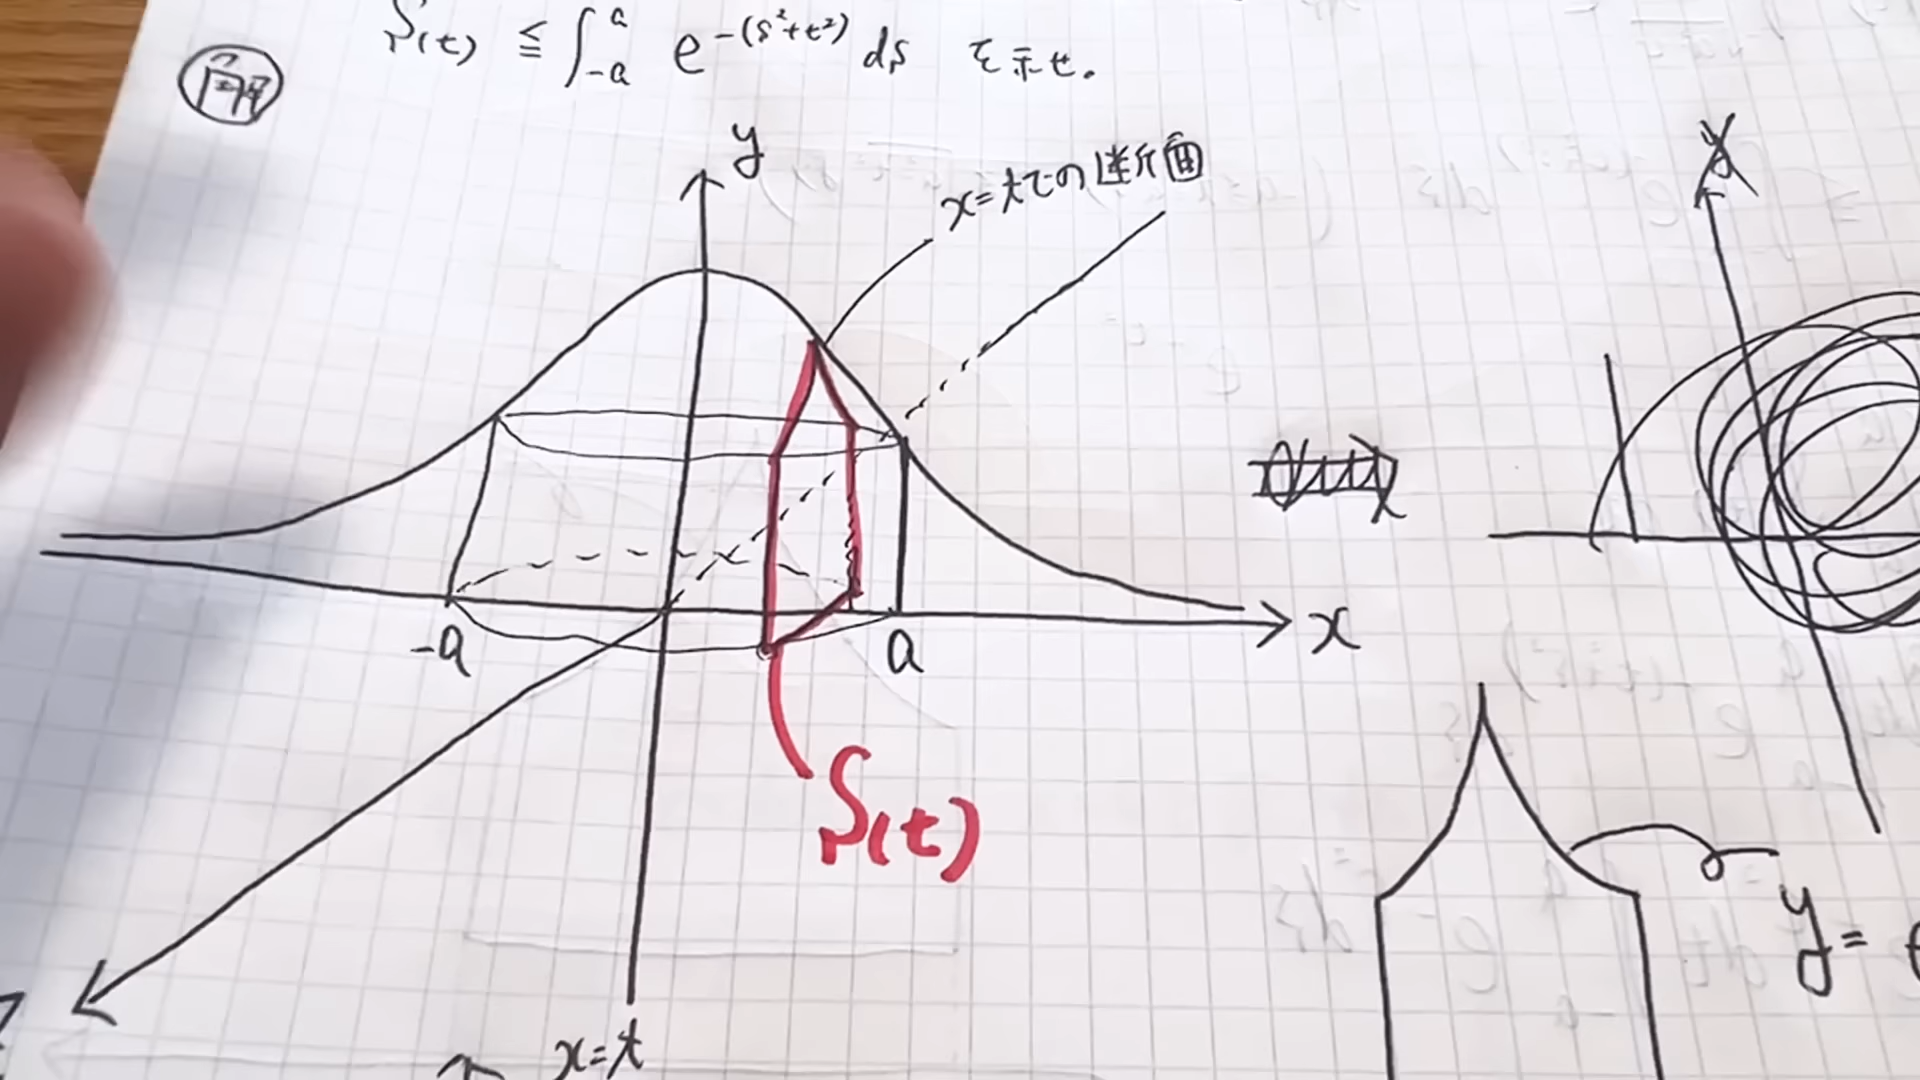 S(t) ≦ ∫_{-a}^{a} e^{-(s²+t²)} ds を示せ。
解
y
x=tでの断面
y
x
-a
a
S(t)
y=
x=t